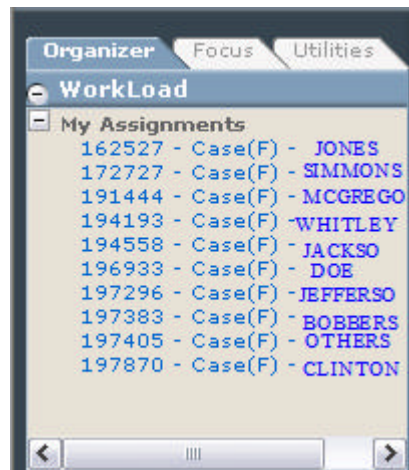 Organizer Focus Utilities
WorkLoad
My Assignments
162527 - Case(F) - JONES
172727 - Case(F) - SIMMONS
191444 - Case(F) - MCGREGO
194193 - Case(F) - WHITLEY
194558 - Case(F) - JACKSO
196933 - Case(F) - DOE
197296 - Case(F) - JEFFERSO
197383 - Case(F) - BOBBERS
197405 - Case(F) - OTHERS
197870 - Case(F) - CLINTON